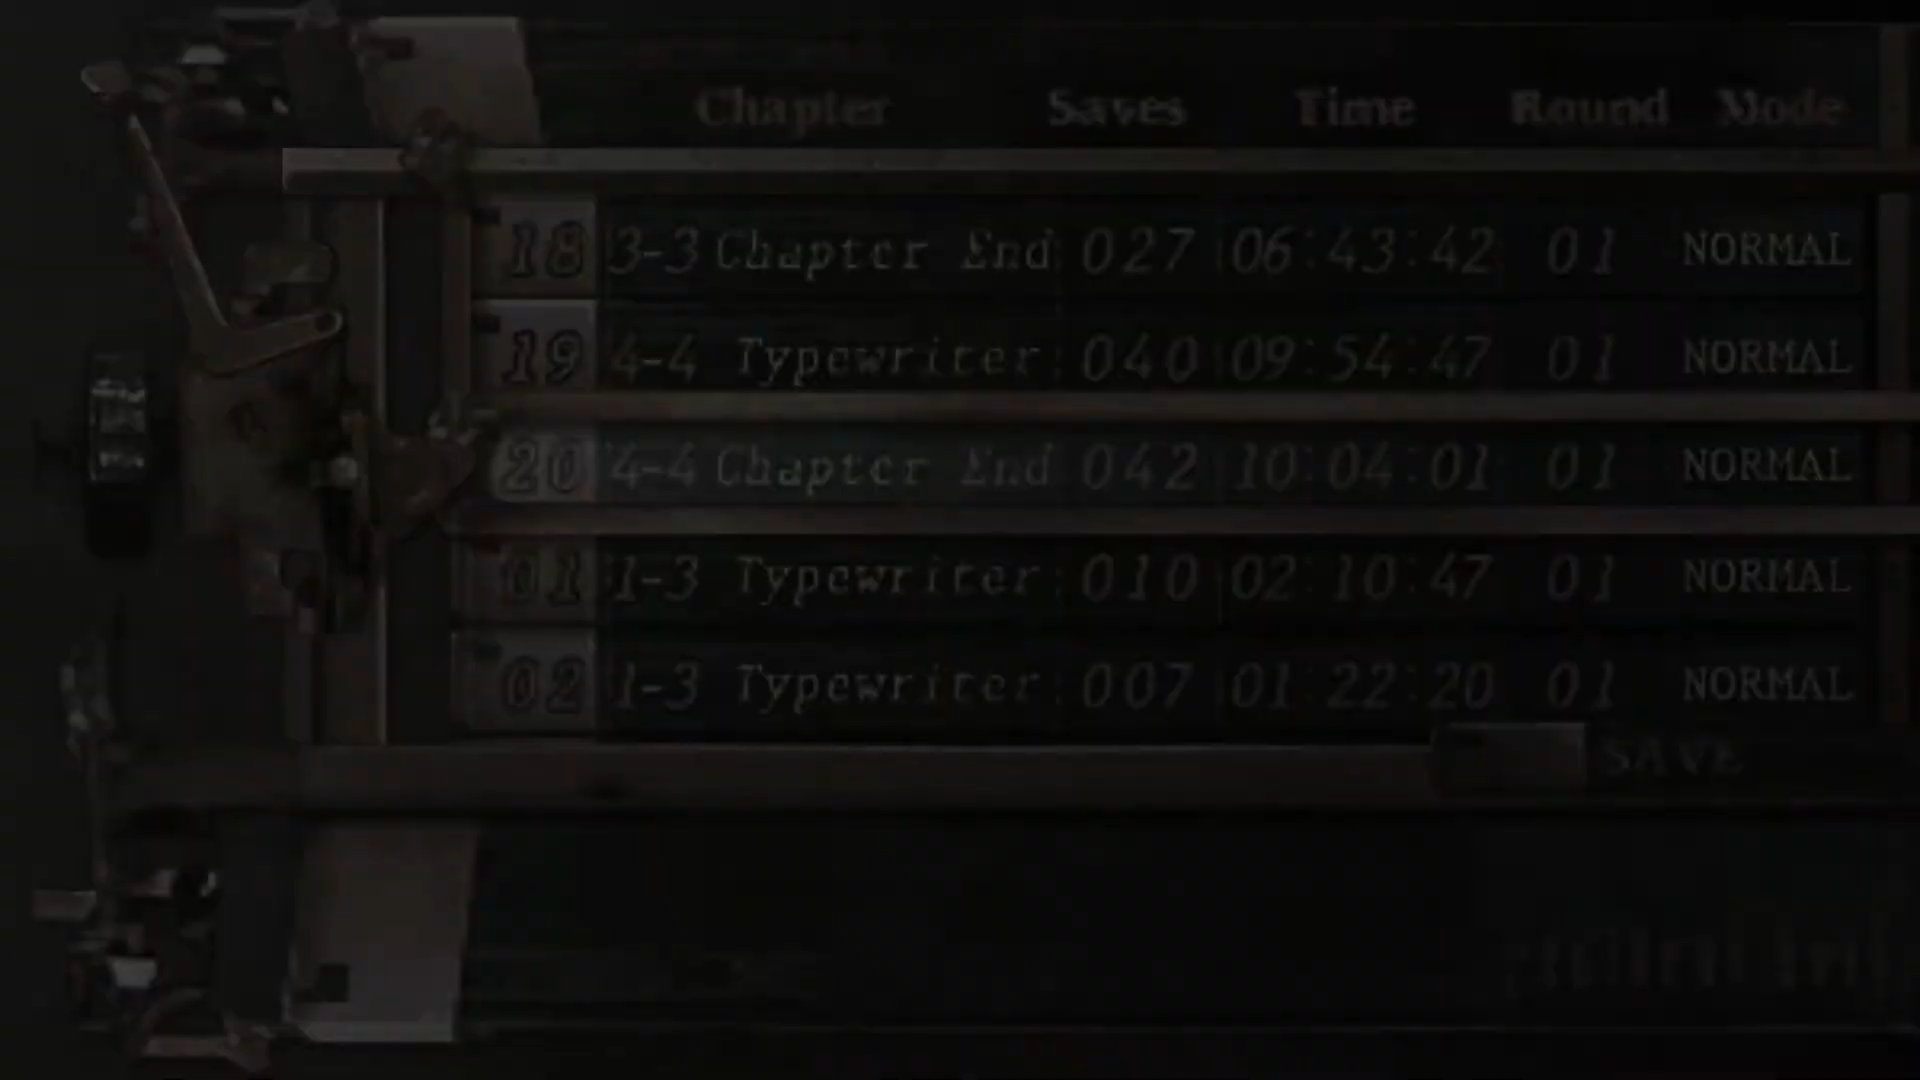 Chapter Saves Time Round Mode
18 3-3 Chapter End 027 06:43:42 01 NORMAL
19 4-4 Typewriter 040 09:54:47 01 NORMAL
20 4-4 Chapter End 042 10:04:01 01 NORMAL
01 1-3 Typewriter 010 02:10:47 01 NORMAL
02 1-3 Typewriter 007 01:22:20 01 NORMAL
SAVE